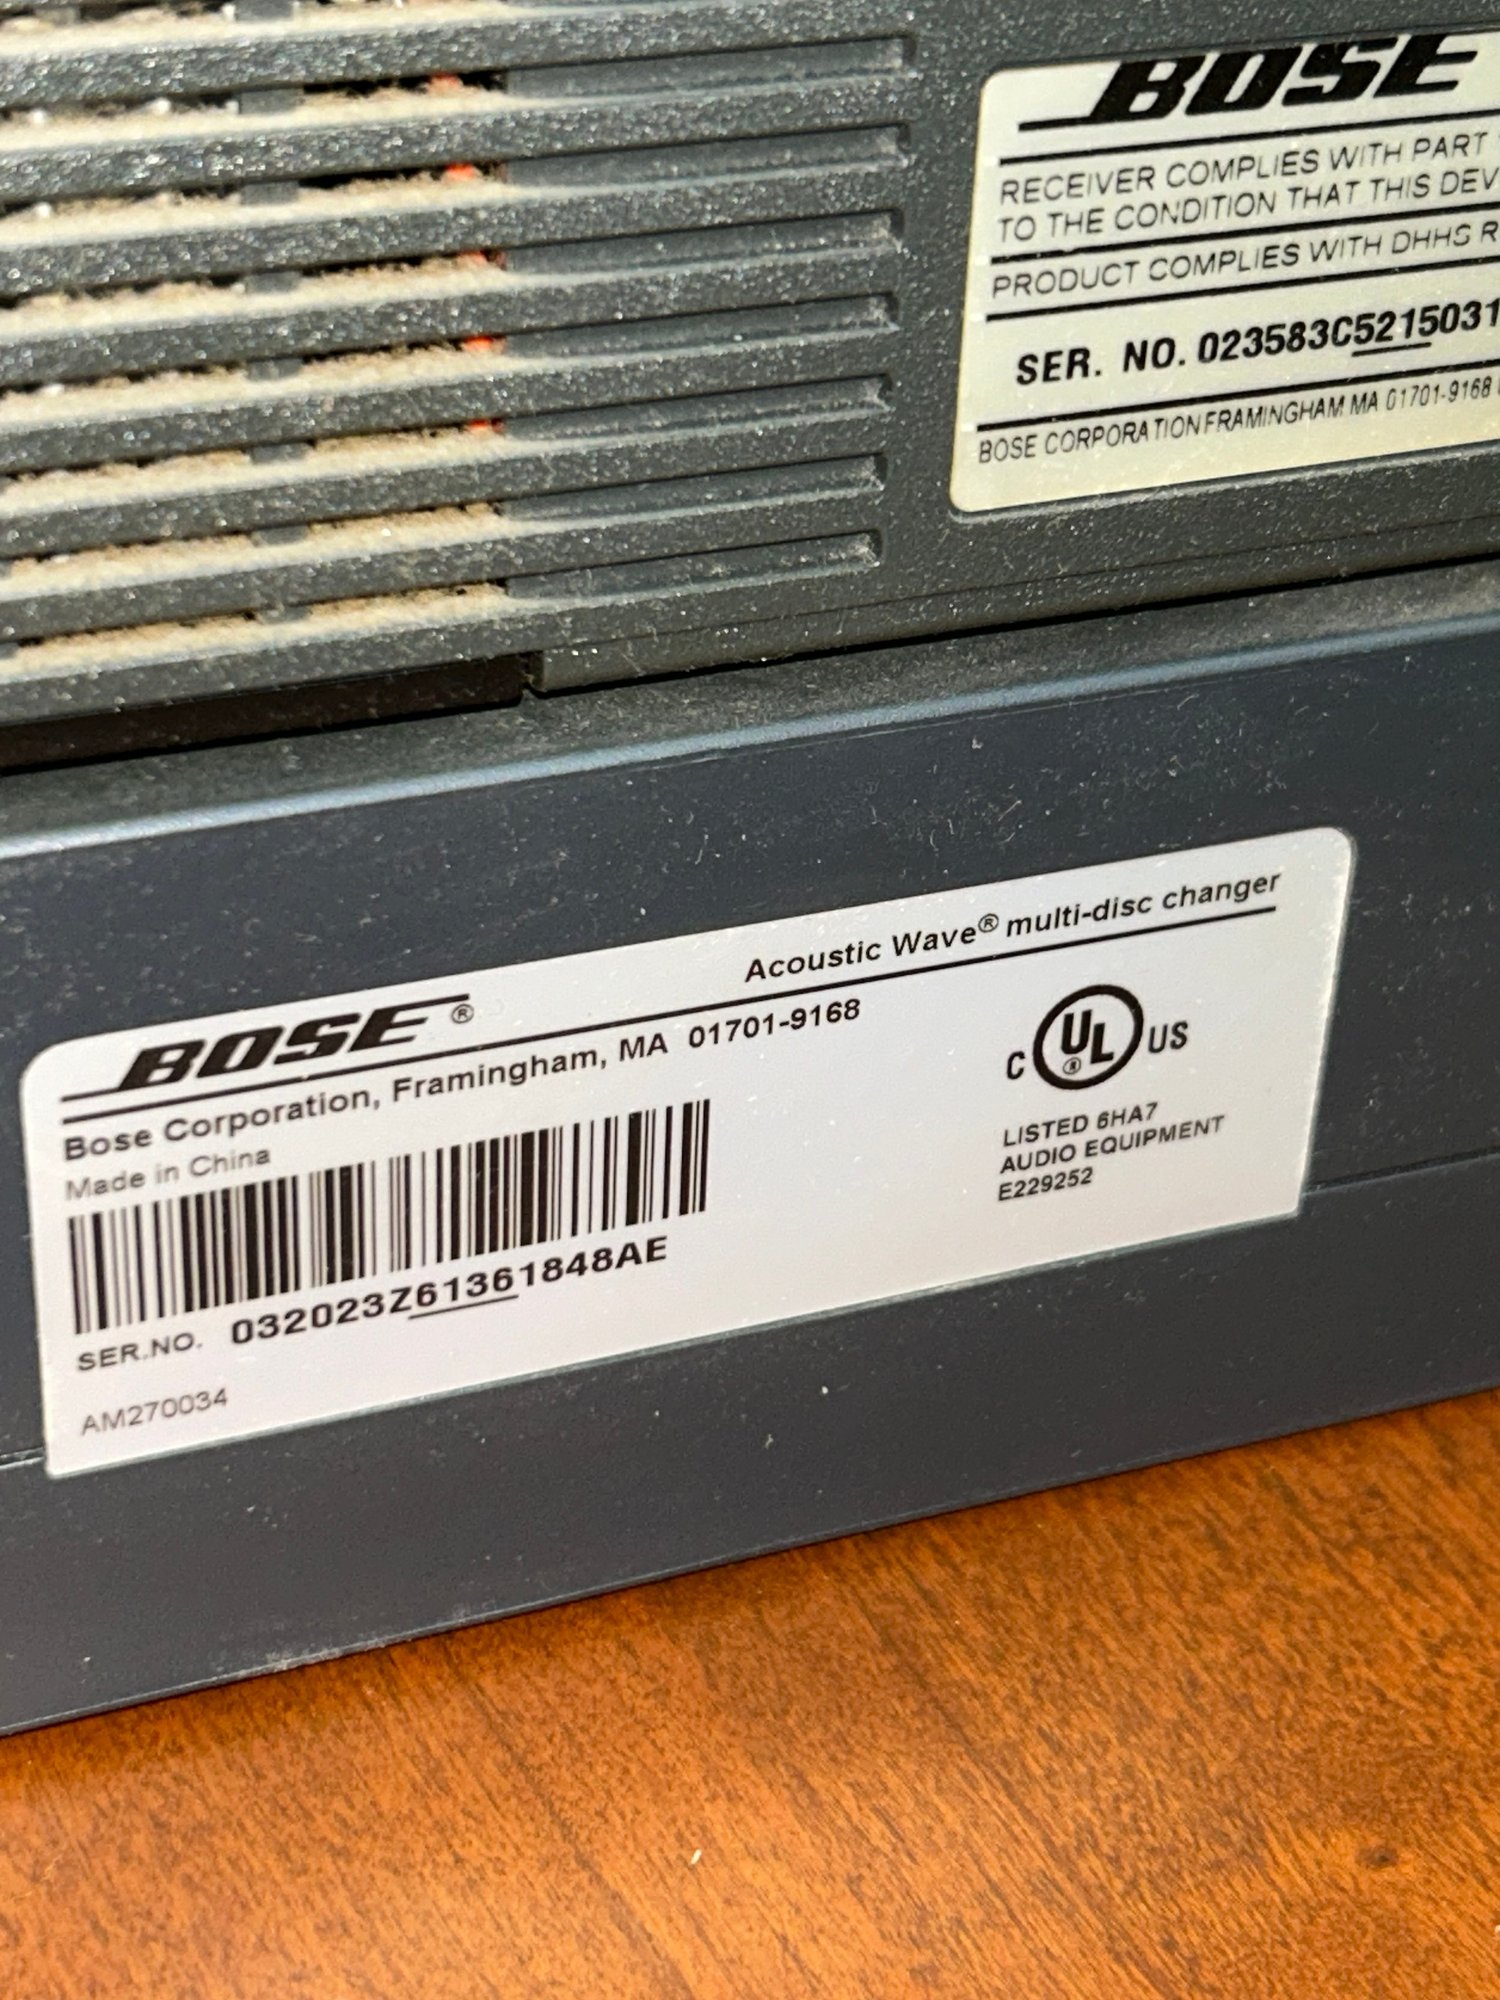 BOSE
RECEIVER COMPLIES WITH PART
TO THE CONDITION THAT THIS DEV
PRODUCT COMPLIES WITH DHHS R
SER. NO. 023583C5215031
BOSE CORPORATION FRAMINGHAM MA 01701-9168
Acoustic Wave® multi-disc changer
BOSE®
Bose Corporation, Framingham, MA 01701-9168
Made in China
SER.NO. 032023Z61361848AE
AM270034
C UL® US
LISTED 6HA7
AUDIO EQUIPMENT
E229252